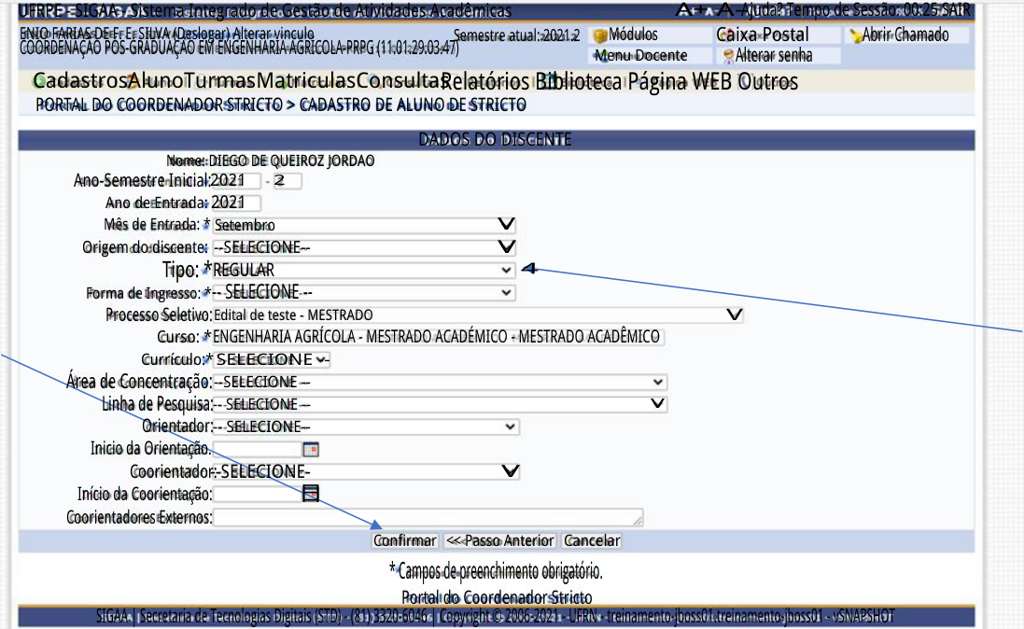 UFRPE - SIGAA - Sistema Integrado de Gestão de Atividades Acadêmicas A+ A- Ajuda? Tempo de Sessão: 00:25 SAIR
ENIO FARIAS DE F. E. SILVA (Deslogar) Alterar vínculo Semestre atual: 2021.2 Módulos Caixa Postal Abrir Chamado
COORDENAÇÃO PÓS-GRADUAÇÃO EM ENGENHARIA AGRICOLA-PRPG (11.01.29.03.47) Menu Docente Alterar senha
Cadastros Aluno Turmas Matriculas Consultas Relatórios Biblioteca Página WEB Outros
PORTAL DO COORDENADOR STRICTO > CADASTRO DE ALUNO DE STRICTO
DADOS DO DISCENTE
Nome: DIEGO DE QUEIROZ JORDAO
Ano-Semestre Inicial: 2021 - 2
Ano de Entrada: 2021
Mês de Entrada: * Setembro
Origem do discente: --SELECIONE--
Tipo: * REGULAR
Forma de Ingresso: * -- SELECIONE --
Processo Seletivo: Edital de teste - MESTRADO
Curso: * ENGENHARIA AGRÍCOLA - MESTRADO ACADÉMICO - MESTRADO ACADÊMICO
Currículo: * SELECIONE --
Área de Concentração: -- SELECIONE --
Linha de Pesquisa: -- SELECIONE --
Orientador: -- SELECIONE--
Inicio da Orientação.
Coorientador: -SELECIONE-
Início da Coorientação:
Coorientadores Externos:
Confirmar << Passo Anterior Cancelar
* Campos de preenchimento obrigatório.
Portal do Coordenador Stricto
SIGAA | Secretaria de Tecnologias Digitais (STD) - (81) 3320-6046 | Copyright © 2006-2021 - UFRN - treinamento-jboss01.treinamento-jboss01 - vSNAPSHOT